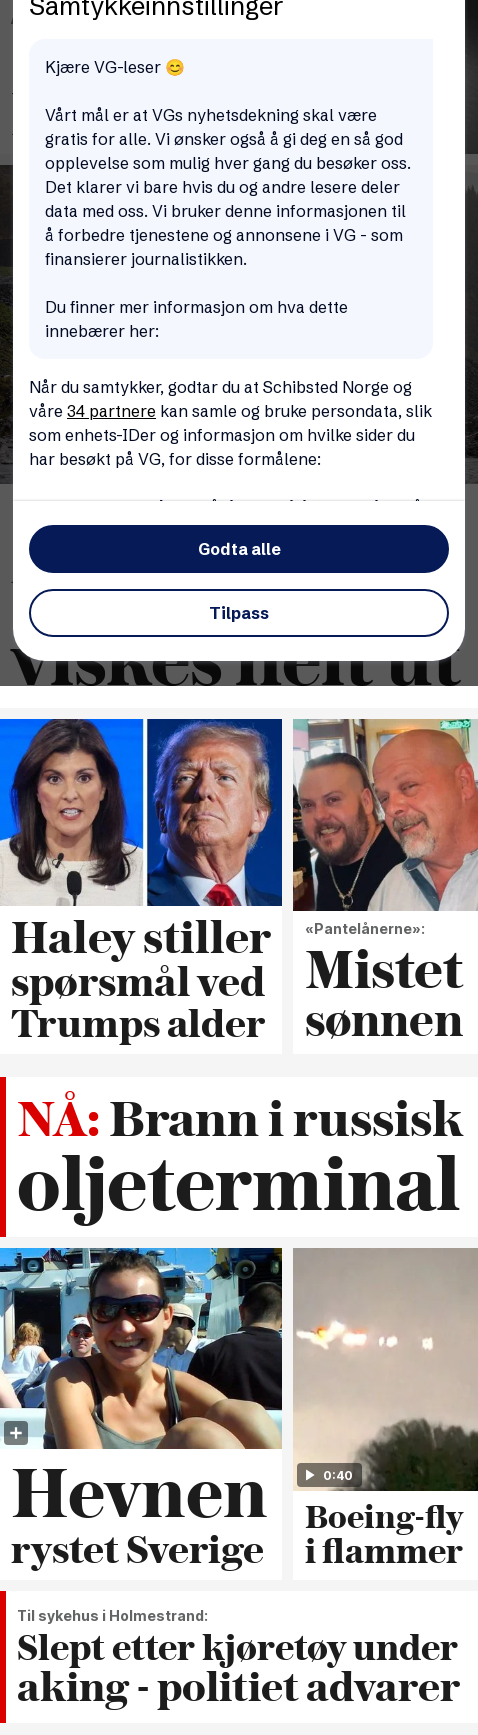 Samtykkeinnstillinger
Kjære VG-leser 😊
Vårt mål er at VGs nyhetsdekning skal være
gratis for alle. Vi ønsker også å gi deg en så god
opplevelse som mulig hver gang du besøker oss.
Det klarer vi bare hvis du og andre lesere deler
data med oss. Vi bruker denne informasjonen til
å forbedre tjenestene og annonsene i VG - som
finansierer journalistikken.
Du finner mer informasjon om hva dette
innebærer her:
Når du samtykker, godtar du at Schibsted Norge og
våre 34 partnere kan samle og bruke persondata, slik
som enhets-IDer og informasjon om hvilke sider du
har besøkt på VG, for disse formålene:
Godta alle
Tilpass
viskes helt ut
Haley stiller
spørsmål ved
Trumps alder
«Pantelånerne»:
Mistet
sønnen
NÅ: Brann i russisk
oljeterminal
Hevnen
rystet Sverige
0:40
Boeing-fly
i flammer
Til sykehus i Holmestrand:
Slept etter kjøretøy under
aking - politiet advarer